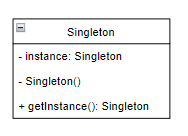 Singleton
- instance: Singleton
- Singleton()
+ getInstance(): Singleton